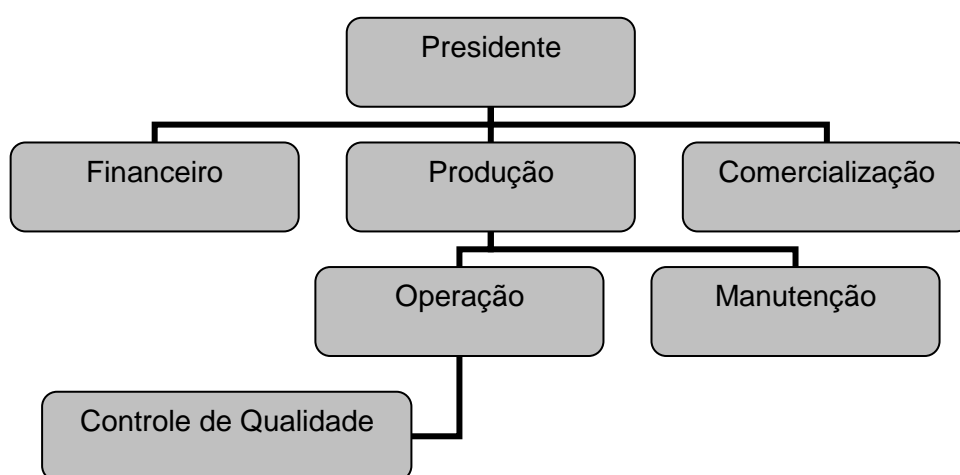 Presidente
Financeiro
Produção
Comercialização
Operação
Manutenção
Controle de Qualidade